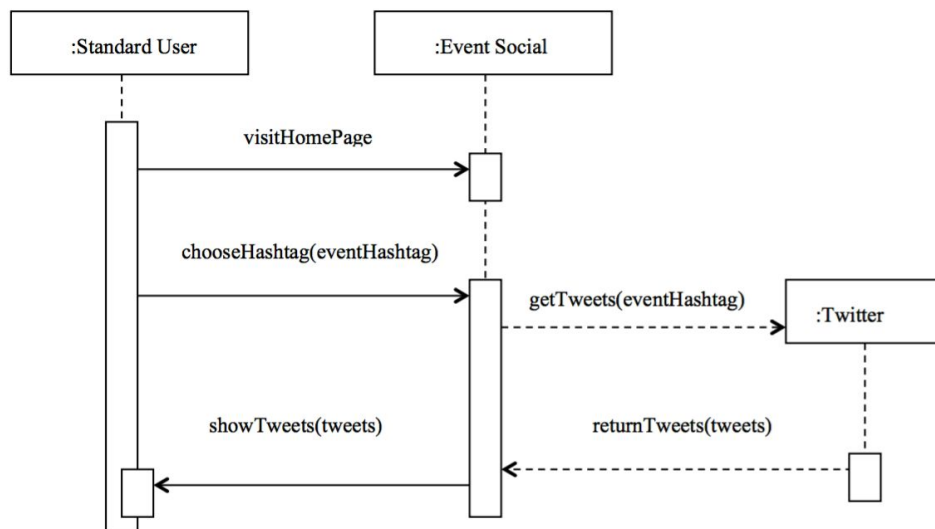 :Standard User
:Event Social
visitHomePage
chooseHashtag(eventHashtag)
getTweets(eventHashtag)
:Twitter
showTweets(tweets)
returnTweets(tweets)